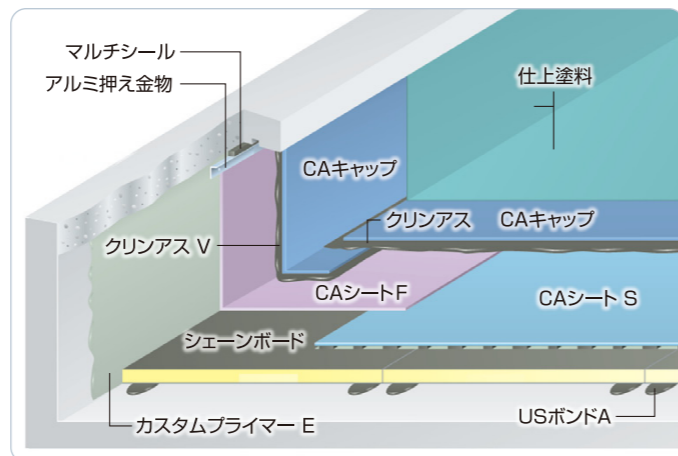 マルチシール
アルミ押え金物
仕上塗料
CAキャップ
クリンアス CAキャップ
クリンアス V
CAシートF
CAシート S
シェーンボード
カスタムプライマー E
USボンドA